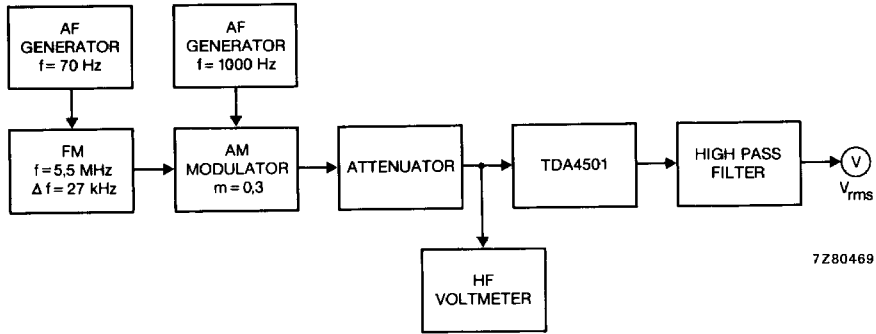 AF
GENERATOR
f = 70 Hz
AF
GENERATOR
f = 1000 Hz
FM
f = 5,5 MHz
Δ f = 27 kHz
AM
MODULATOR
m = 0,3
ATTENUATOR
TDA4501
HIGH PASS
FILTER
V
Vrms
HF
VOLTMETER
7Z80469